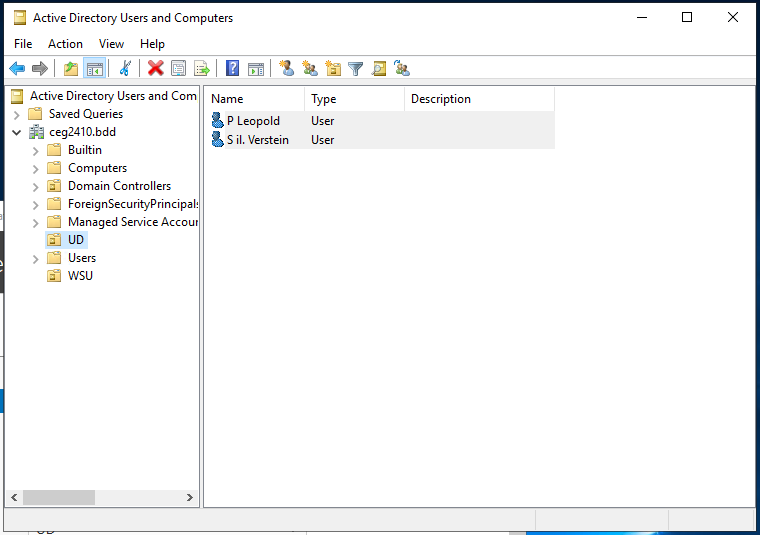 Active Directory Users and Computers
File Action View Help
Active Directory Users and Com
Saved Queries
ceg2410.bdd
Builtin
Computers
Domain Controllers
ForeignSecurityPrincipals
Managed Service Accour
UD
Users
WSU
Name Type Description
P Leopold User
S il. Verstein User